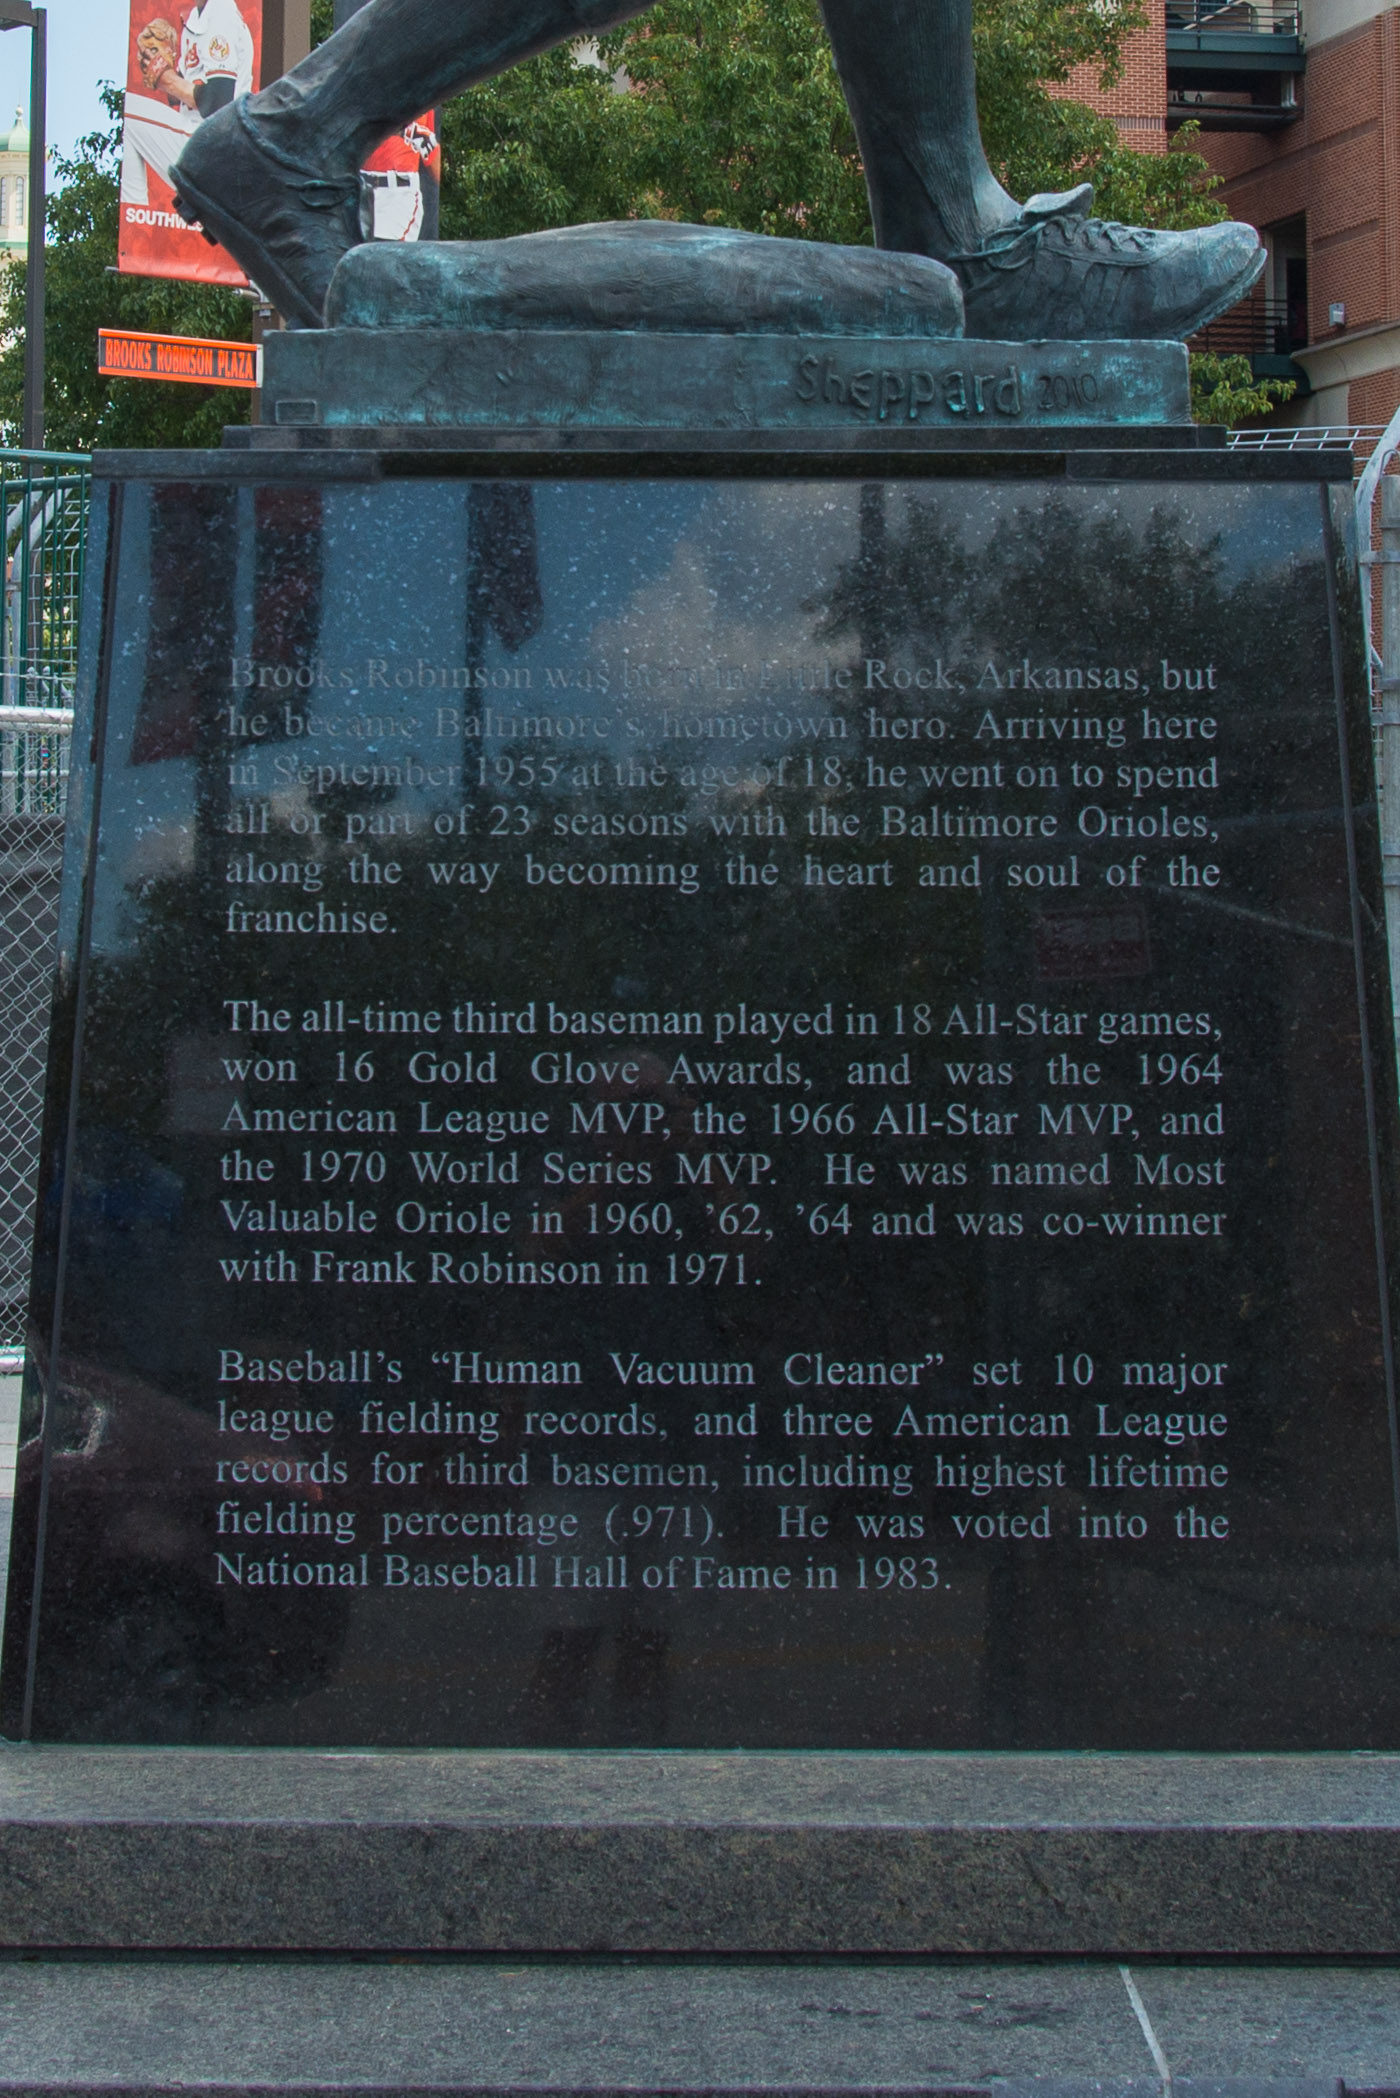 SOUTHWES
BROOKS ROBINSON PLAZA
Sheppard 2010
Brooks Robinson was born in Little Rock, Arkansas, but
he became Baltimore's hometown hero. Arriving here
in September 1955 at the age of 18, he went on to spend
all or part of 23 seasons with the Baltimore Orioles,
along the way becoming the heart and soul of the
franchise.
The all-time third baseman played in 18 All-Star games,
won 16 Gold Glove Awards, and was the 1964
American League MVP, the 1966 All-Star MVP, and
the 1970 World Series MVP. He was named Most
Valuable Oriole in 1960, ’62, ’64 and was co-winner
with Frank Robinson in 1971.
Baseball’s “Human Vacuum Cleaner” set 10 major
league fielding records, and three American League
records for third basemen, including highest lifetime
fielding percentage (.971). He was voted into the
National Baseball Hall of Fame in 1983.